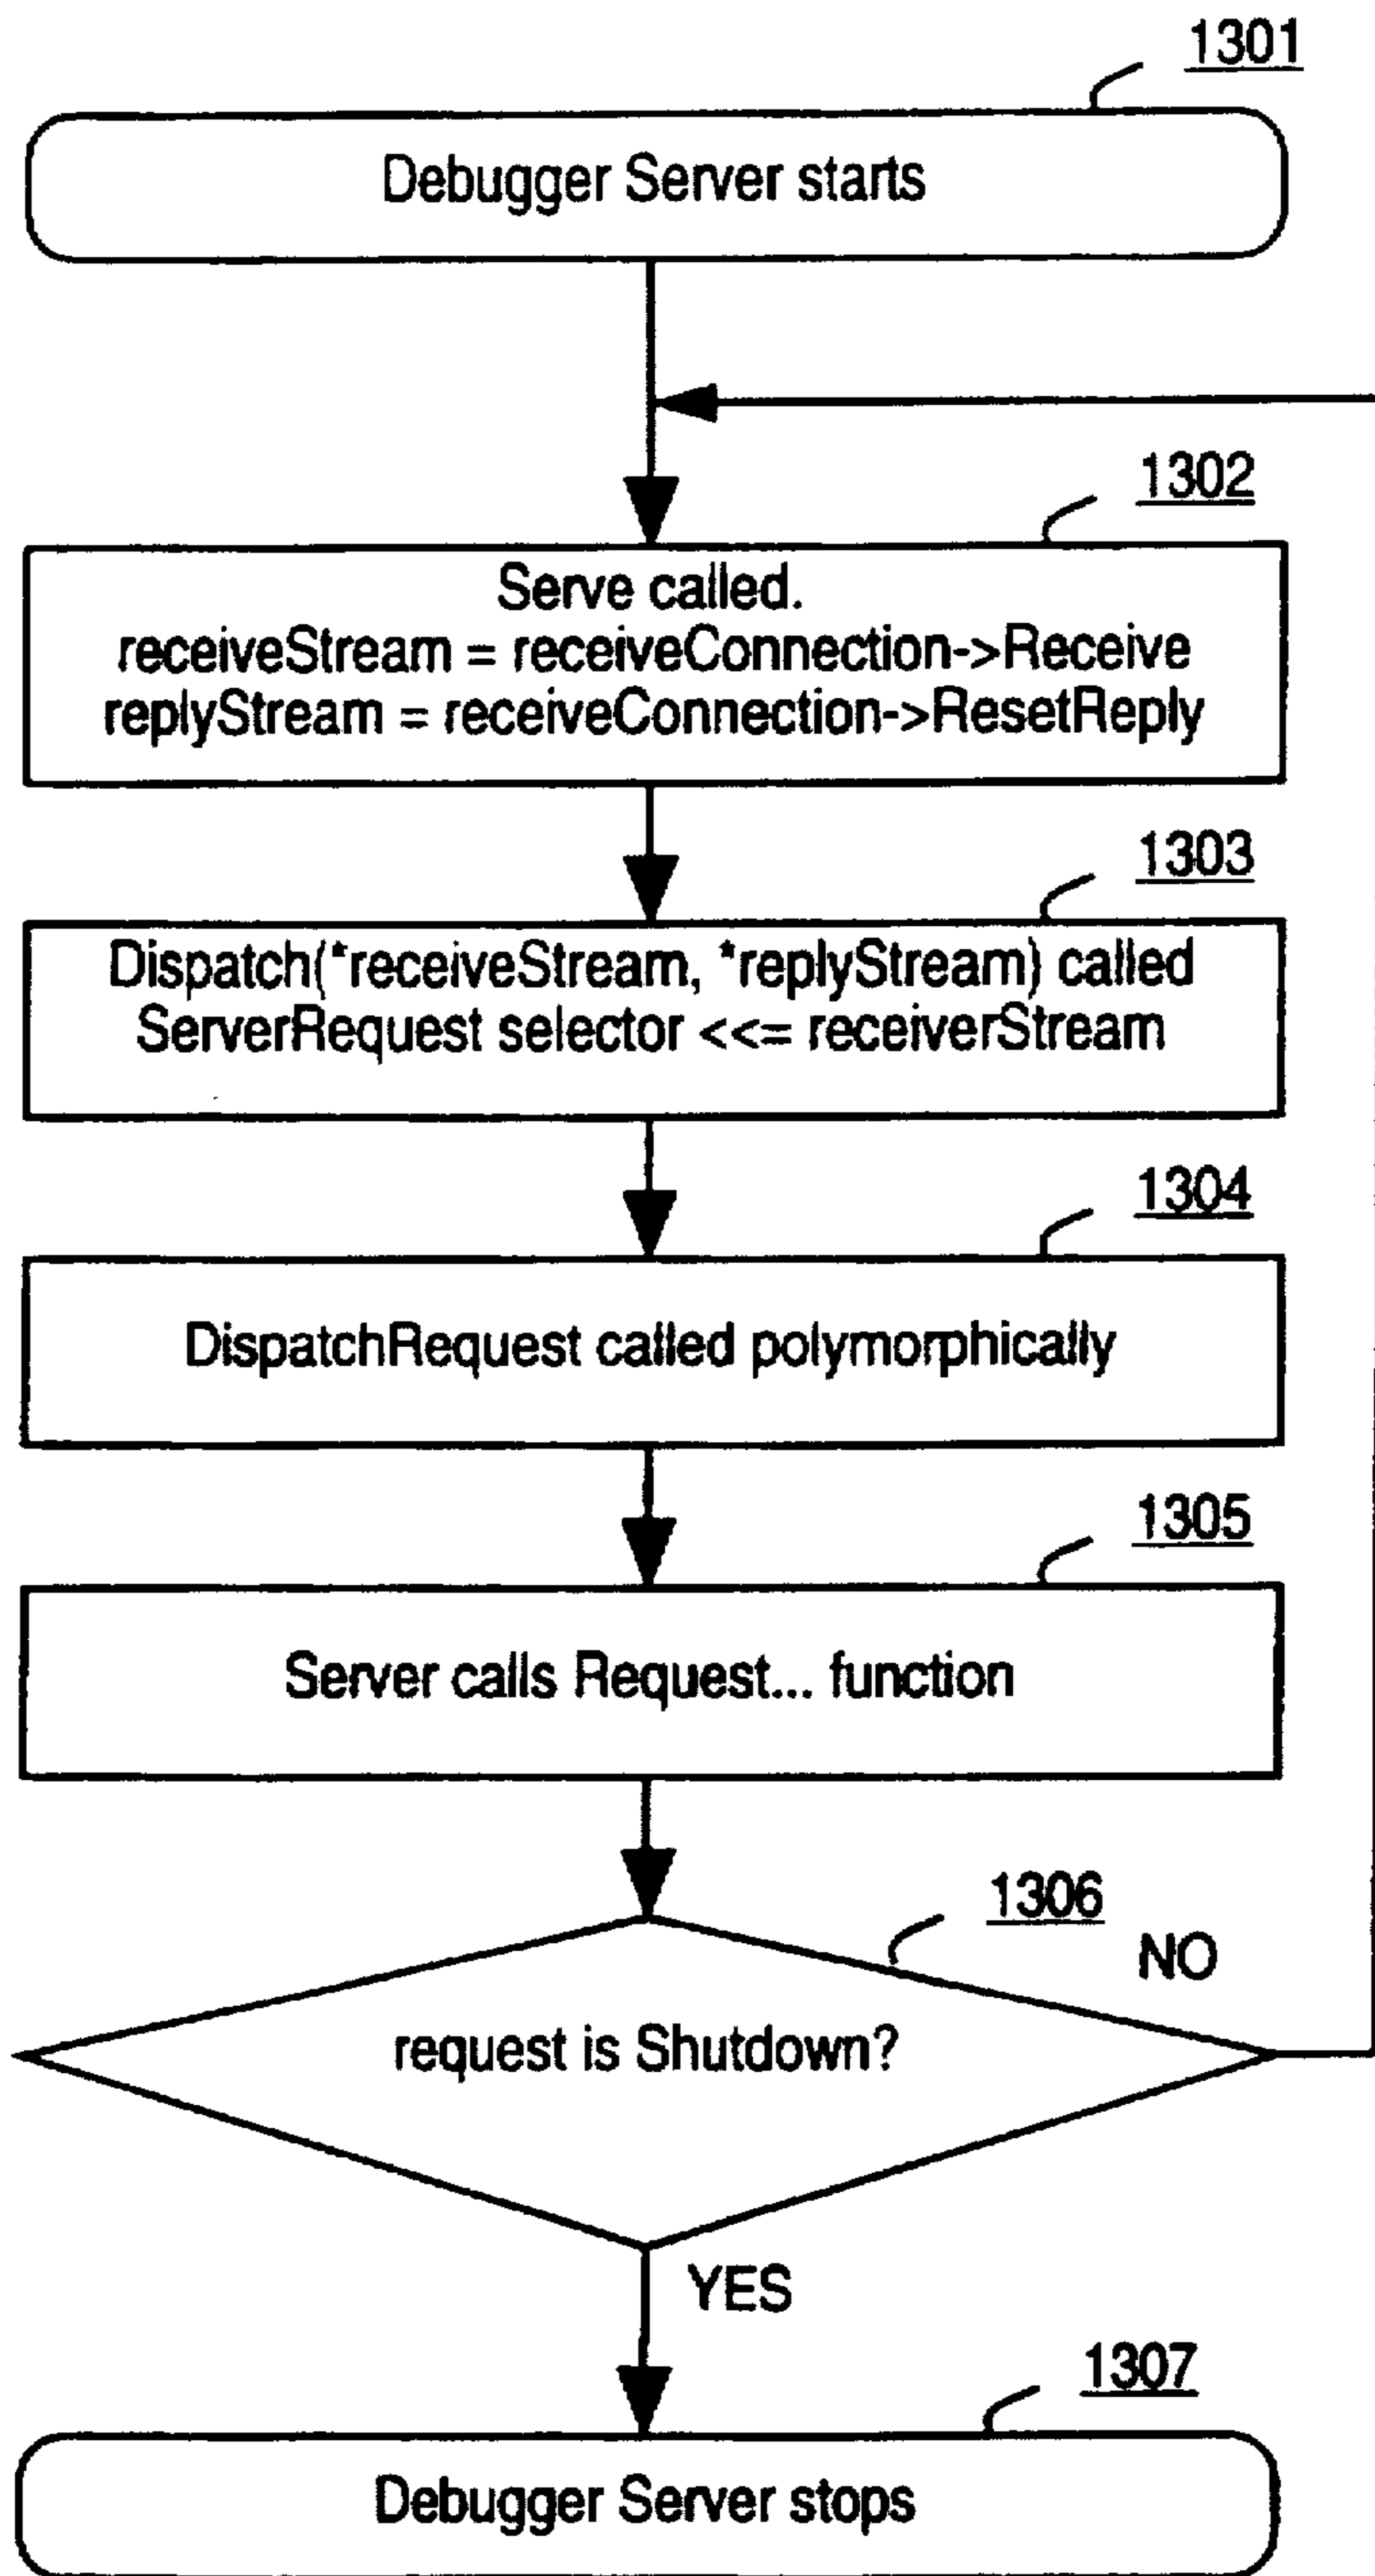 1301
Debugger Server starts
1302
Serve called.
receiveStream = receiveConnection->Receive
replyStream = receiveConnection->ResetReply
1303
Dispatch(*receiveStream, *replyStream) called
ServerRequest selector <<= receiverStream
1304
DispatchRequest called polymorphically
1305
Server calls Request... function
1306
NO
request is Shutdown?
YES
1307
Debugger Server stops